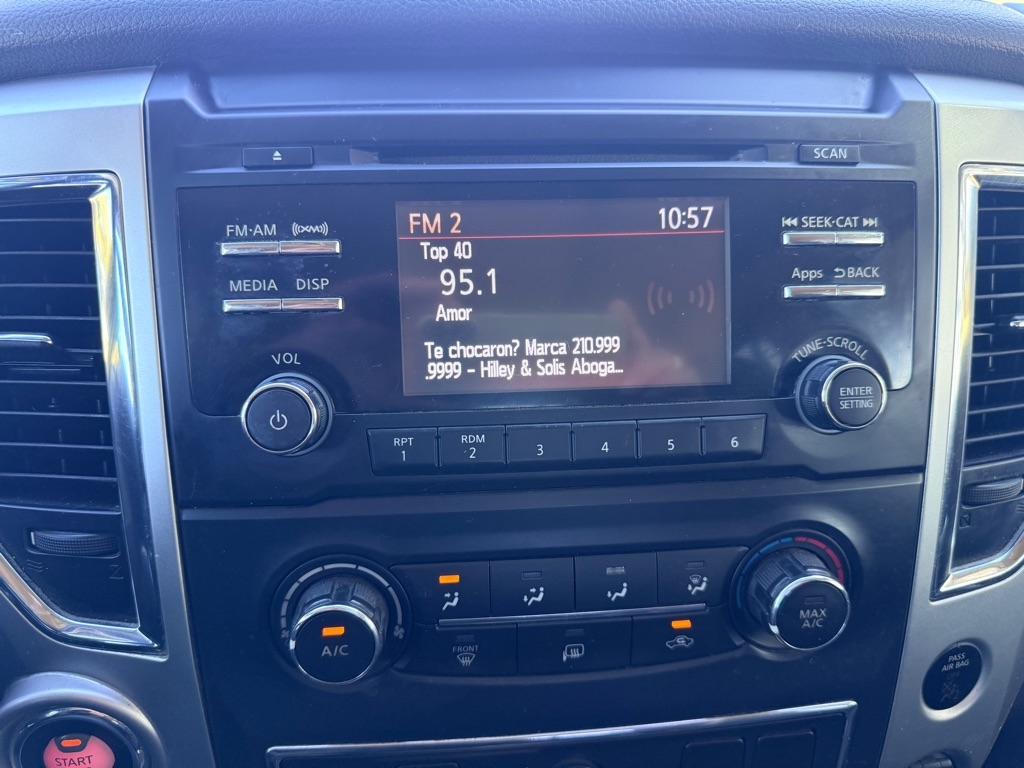 SCAN
FM·AM ((XM))
MEDIA DISP
VOL
FM 2 10:57
Top 40
95.1
Amor
Te chocaron? Marca 210.999
.9999 - Hilley & Solis Aboga...
SEEK·CAT
Apps BACK
TUNE·SCROLL
ENTER
SETTING
RPT
1
RDM
2
3
4
5
6
A/C
FRONT
MAX
A/C
PASS
AIR BAG
START